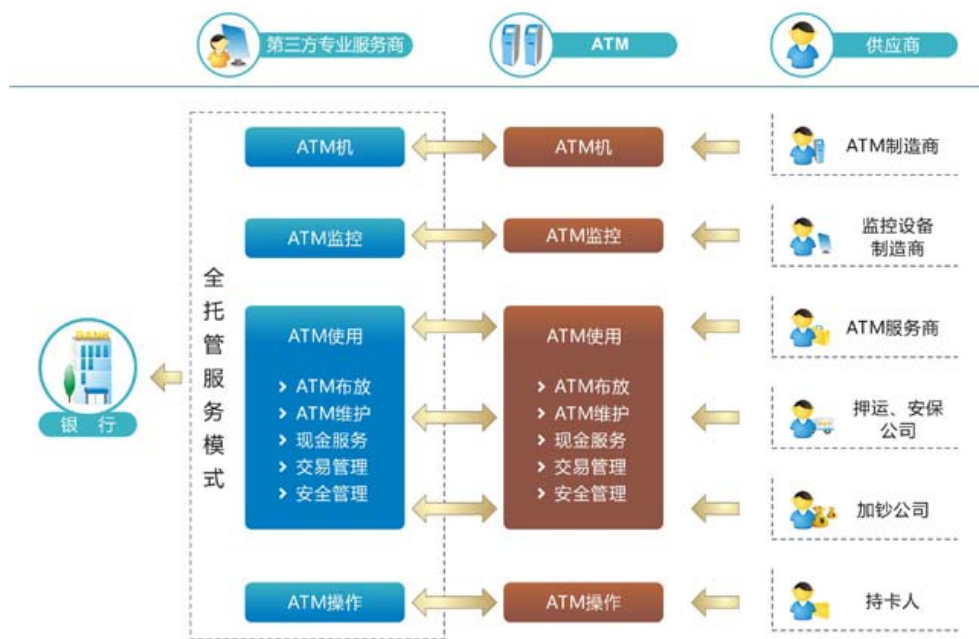 第三方专业服务商
ATM
供应商
ATM机
ATM机
ATM制造商
ATM监控
ATM监控
监控设备
制造商
全托管服务模式
BANK
银行
ATM使用
ATM布放
ATM维护
现金服务
交易管理
安全管理
ATM使用
ATM布放
ATM维护
现金服务
交易管理
安全管理
ATM服务商
押运、安保
公司
加钞公司
ATM操作
ATM操作
持卡人